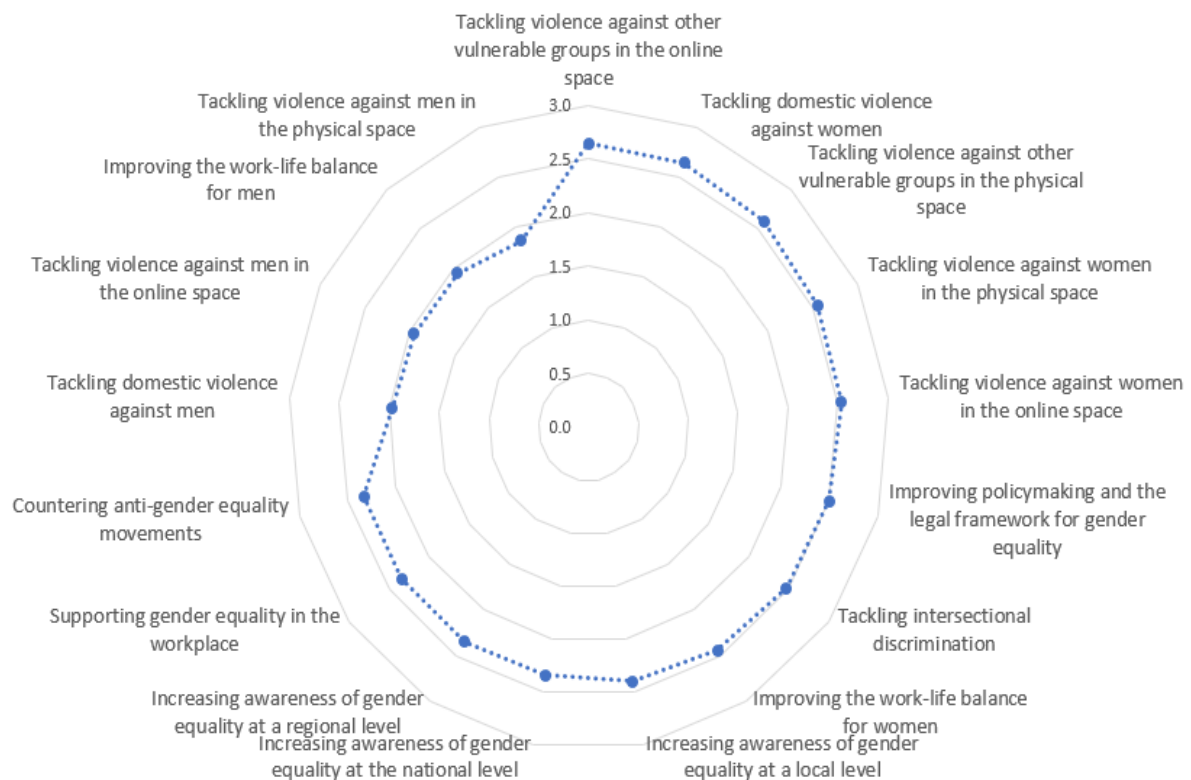 Tackling violence against other
vulnerable groups in the online
space
Tackling domestic violence
against women
Tackling violence against other
vulnerable groups in the physical
space
Tackling violence against women
in the physical space
Tackling violence against women
in the online space
Improving policymaking and the
legal framework for gender
equality
Tackling intersectional
discrimination
Improving the work-life balance
for women
Increasing awareness of gender
equality at a local level
Increasing awareness of gender
equality at the national level
Increasing awareness of gender
equality at a regional level
Supporting gender equality in the
workplace
Countering anti-gender equality
movements
Tackling domestic violence
against men
Tackling violence against men in
the online space
Improving the work-life balance
for men
Tackling violence against men in
the physical space
3.0
2.5
2.0
1.5
1.0
0.5
0.0